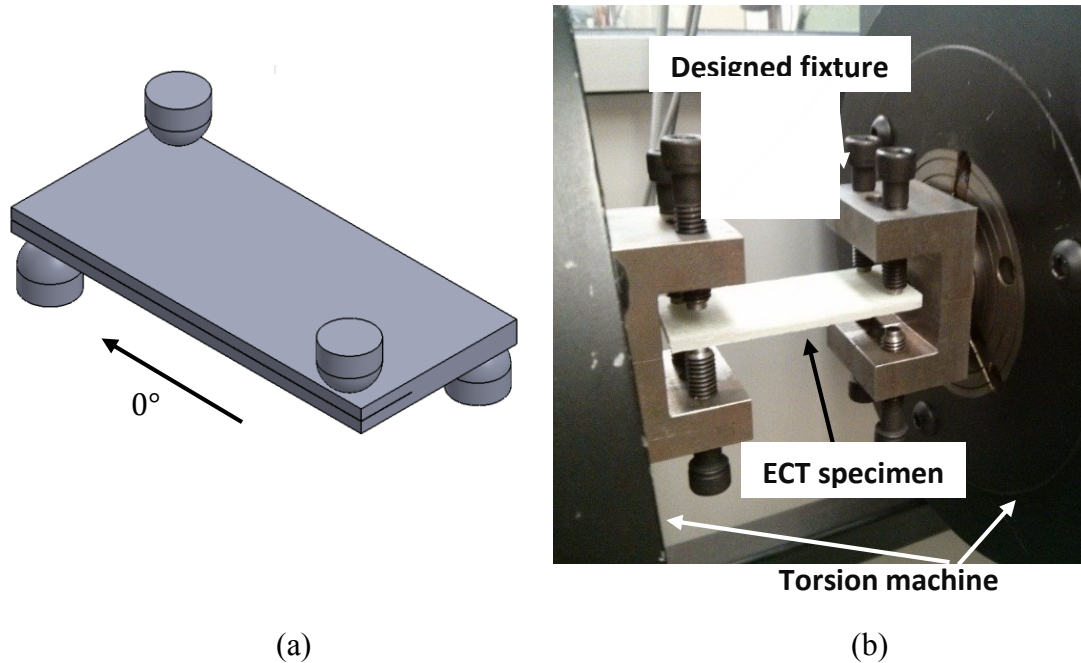 Designed fixture
0°
ECT specimen
Torsion machine
(a)
(b)